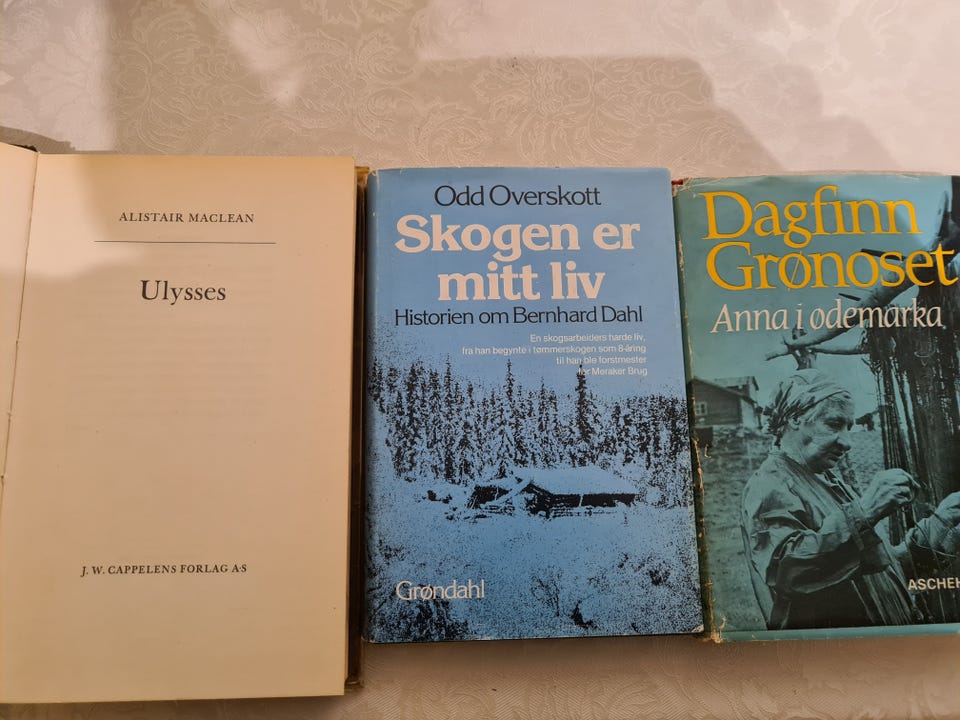 ALISTAIR MACLEAN
Ulysses
J. W. CAPPELENS FORLAG A·S
Odd Overskott
Skogen er
mitt liv
Historien om Bernhard Dahl
En skogsarbeiders harde liv,
fra han begynte i tømmerskogen som 8-åring
til han ble forstmester
for Meraker Brug
Grøndahl
Dagfinn
Grønoset
Anna i ødemarka
ASCHEH